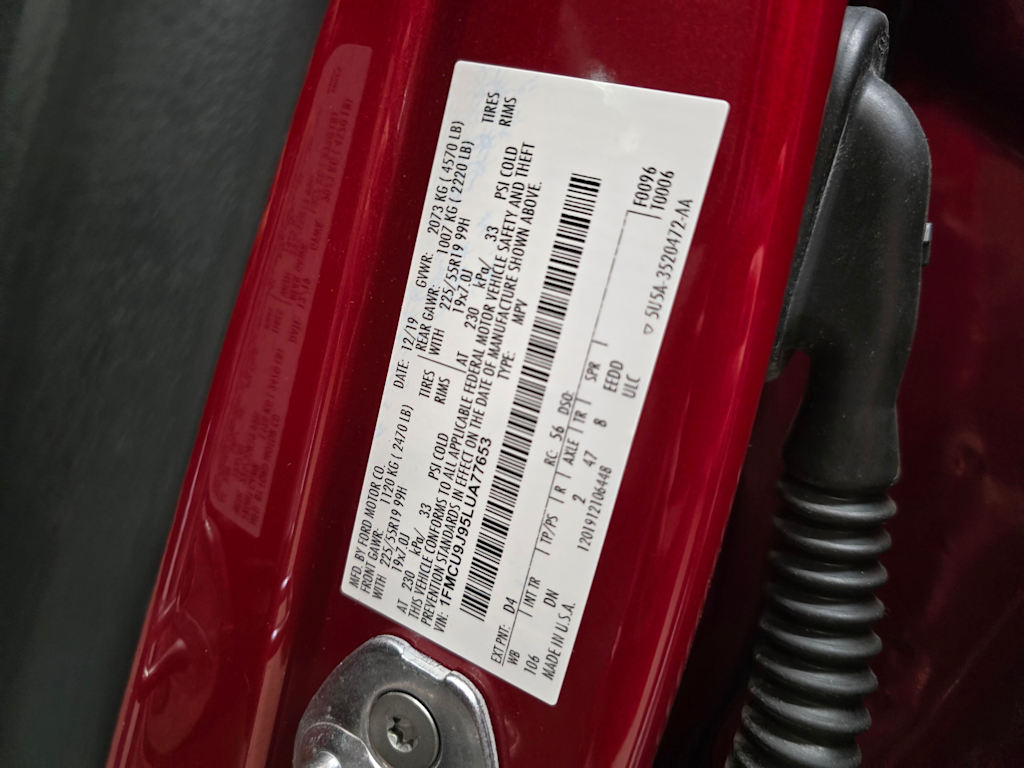 MFD. BY FORD MOTOR CO. DATE: 12/19 GVWR: 2073 KG ( 4570 LB)
FRONT GAWR: 1120 KG ( 2470 LB) REAR GAWR: 1007 KG ( 2220 LB)
WITH 225/55R19 99H TIRES WITH 225/55R19 99H TIRES
19x7.0J RIMS 19x7.0J RIMS
AT 230 kPa/ 33 PSI COLD AT 230 kPa/ 33 PSI COLD
THIS VEHICLE CONFORMS TO ALL APPLICABLE FEDERAL MOTOR VEHICLE SAFETY AND THEFT
PREVENTION STANDARDS IN EFFECT ON THE DATE OF MANUFACTURE SHOWN ABOVE.
VIN: 1FMCU9J95LUA77653 TYPE: MPV
EXT PNT: D4 RC: 56 DSO: F0096
WB INT TR TP/PS R AXLE TR SPR T0006
106 DN 2 47 8 EEDD
MADE IN U.S.A. 12019121064​48 ULC ▽ 5U5A-3520472-AA